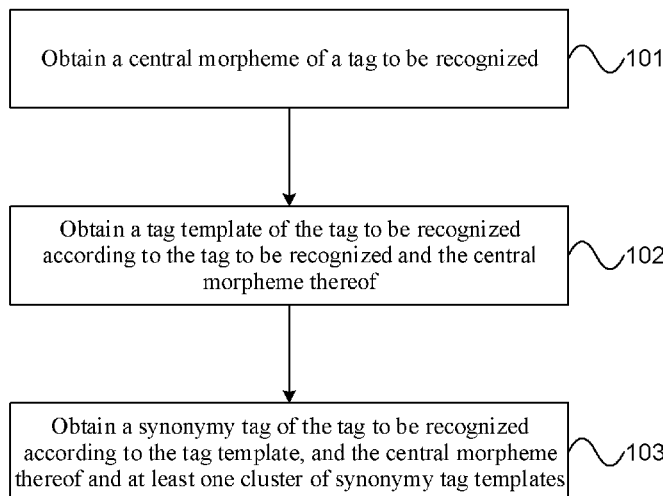 Obtain a central morpheme of a tag to be recognized
101
Obtain a tag template of the tag to be recognized
according to the tag to be recognized and the central
morpheme thereof
102
Obtain a synonymy tag of the tag to be recognized
according to the tag template, and the central morpheme
thereof and at least one cluster of synonymy tag templates
103